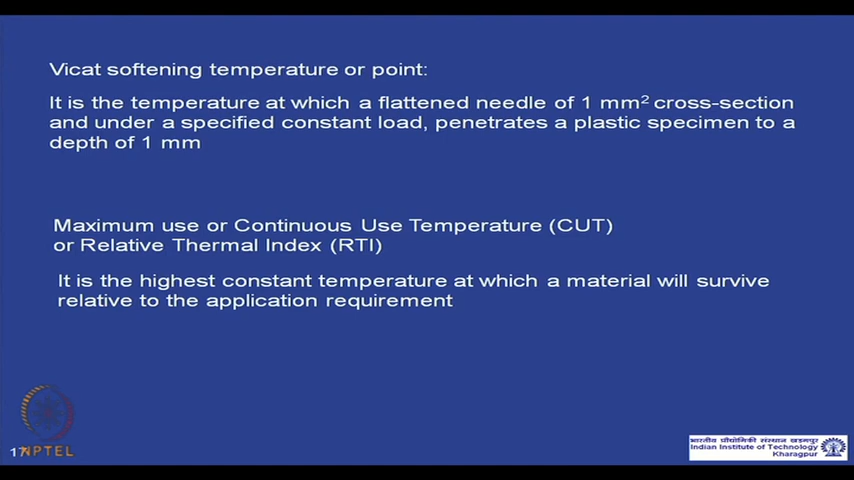 Vicat softening temperature or point:
It is the temperature at which a flattened needle of 1 mm² cross-section
and under a specified constant load, penetrates a plastic specimen to a
depth of 1 mm
Maximum use or Continuous Use Temperature (CUT)
or Relative Thermal Index (RTI)
It is the highest constant temperature at which a material will survive
relative to the application requirement
17
NPTEL
भारतीय प्रौद्योगिकी संस्थान खड़गपुर
Indian Institute of Technology
Kharagpur